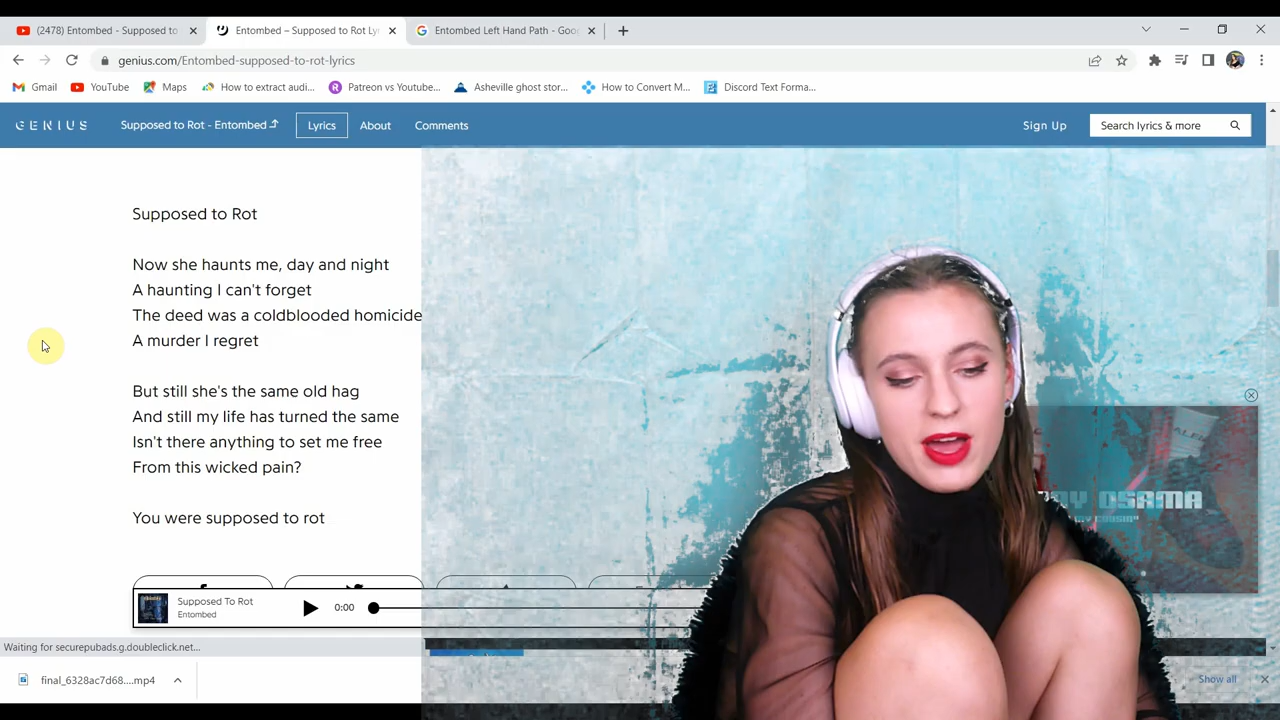 (2478) Entombed - Supposed to
Entombed – Supposed to Rot Ly
Entombed Left Hand Path - Goo
genius.com/Entombed-supposed-to-rot-lyrics
Gmail
YouTube
Maps
How to extract audi...
Patreon vs Youtube...
Asheville ghost stor...
How to Convert M...
Discord Text Forma...
GENIUS
Supposed to Rot - Entombed
Lyrics
About
Comments
Sign Up
Search lyrics & more
Supposed to Rot
Now she haunts me, day and night
A haunting I can't forget
The deed was a coldblooded homicide
A murder I regret
But still she's the same old hag
And still my life has turned the same
Isn't there anything to set me free
From this wicked pain?
You were supposed to rot
OSAMA
Supposed To Rot
Entombed
0:00
Waiting for securepubads.g.doubleclick.net...
final_6328ac7d68....mp4
Show all